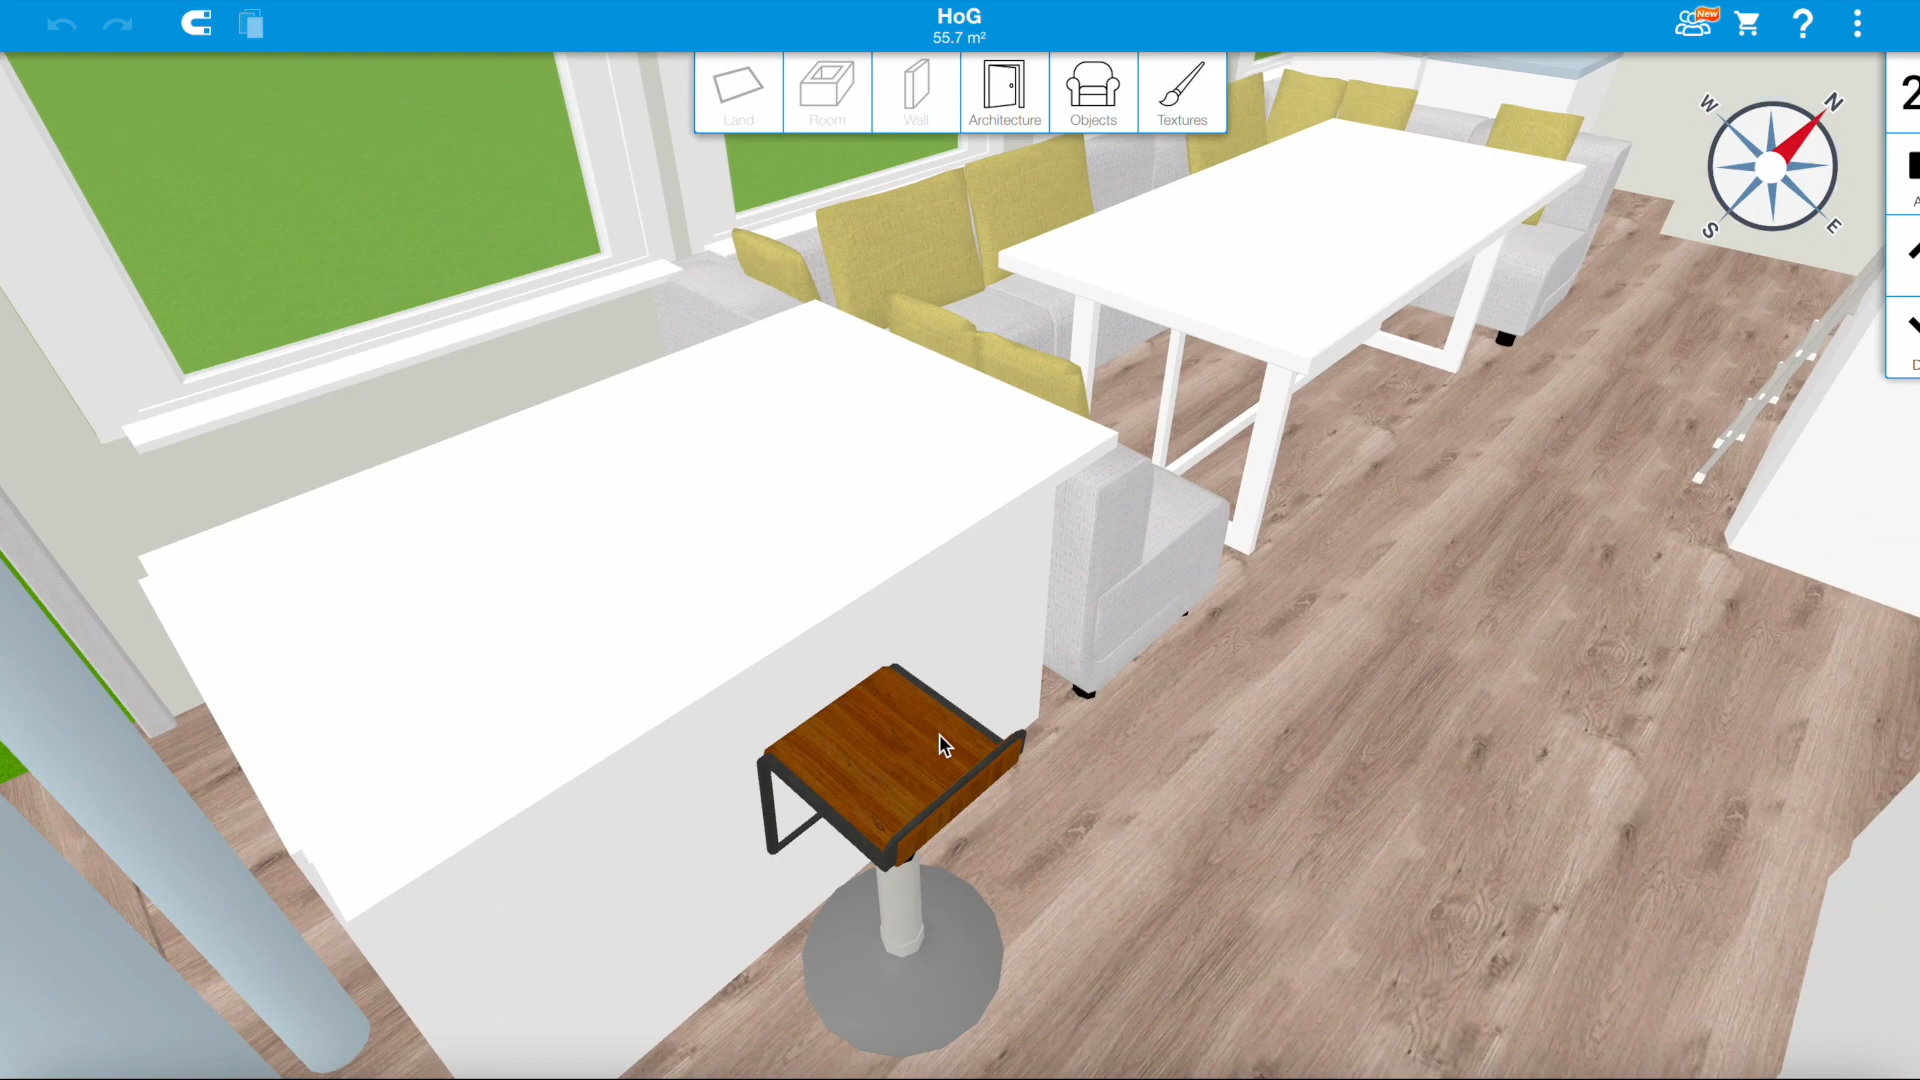 HoG
55.7 m²
New
Land
Room
Wall
Architecture
Objects
Textures
W
N
S
E
2
A
D